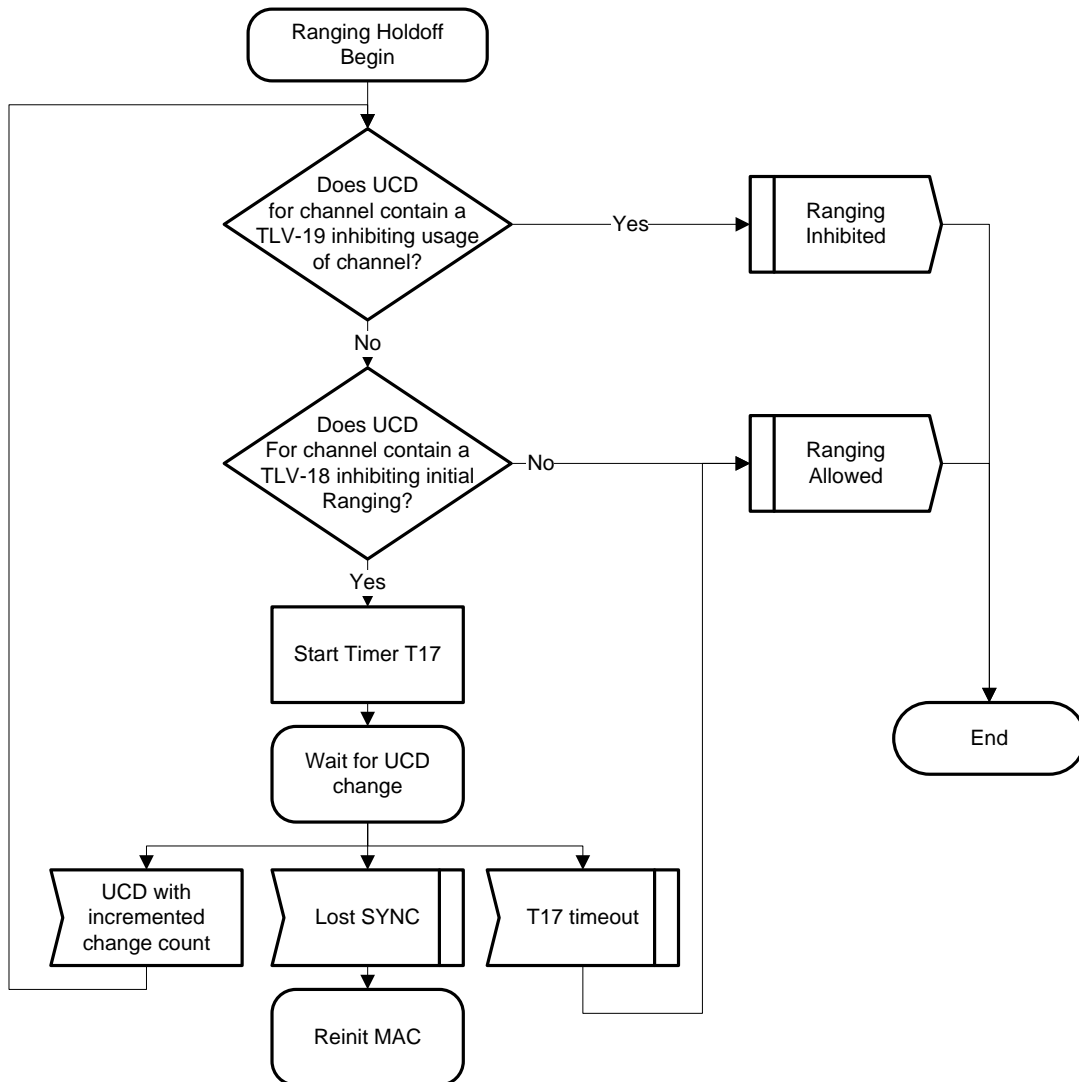 Ranging Holdoff
Begin
Does UCD
for channel contain a
TLV-19 inhibiting usage
of channel?
Yes
Ranging
Inhibited
No
Does UCD
For channel contain a
TLV-18 inhibiting initial
Ranging?
No
Ranging
Allowed
Yes
Start Timer T17
Wait for UCD
change
End
UCD with
incremented
change count
Lost SYNC
T17 timeout
Reinit MAC